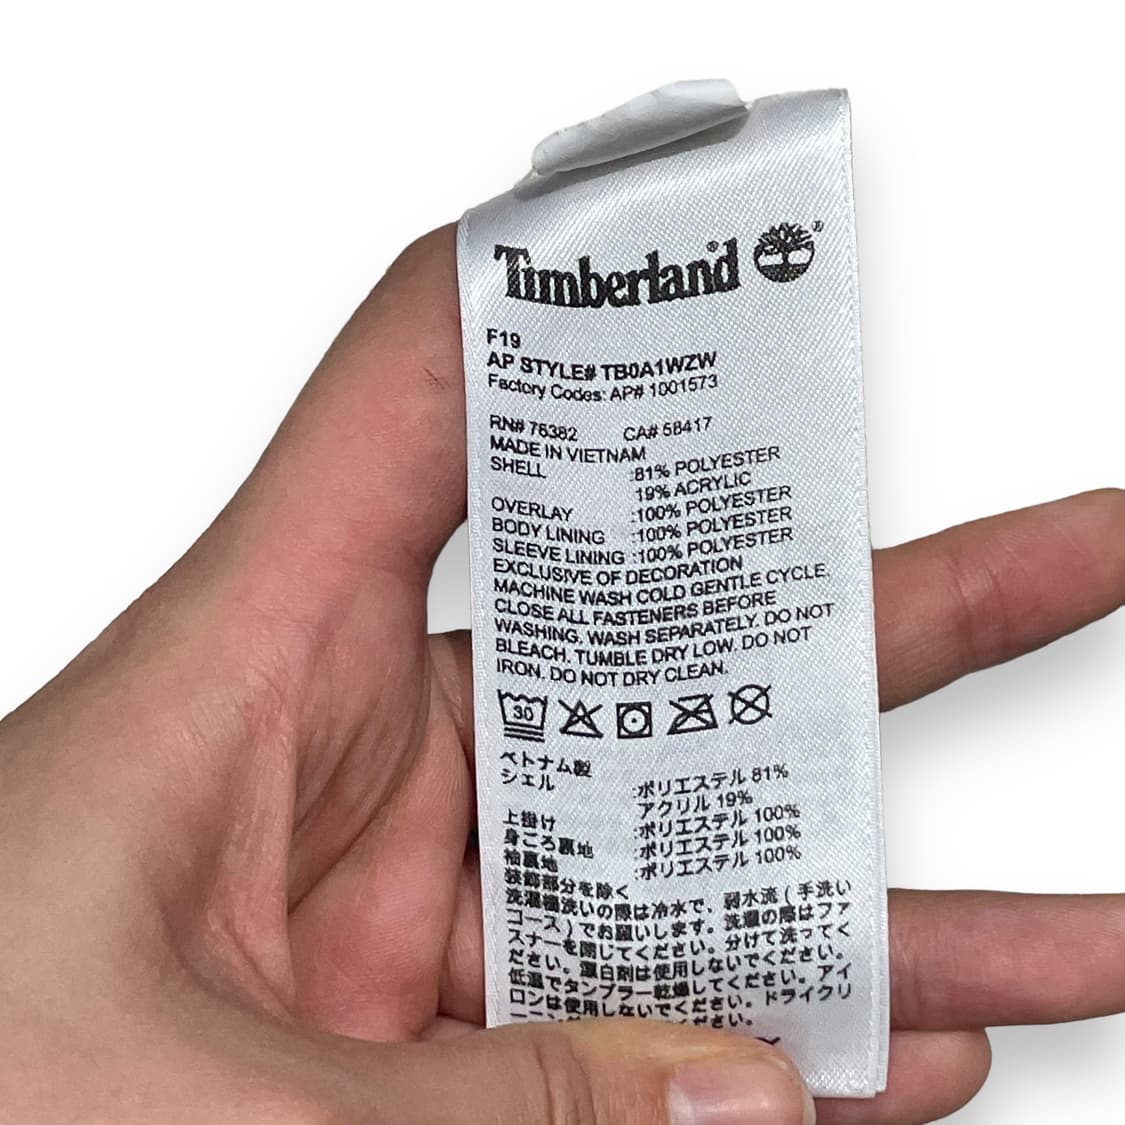 Timberland®
®
F19
AP STYLE# TB0A1WZW
Factory Codes: AP# 1001573
RN# 76382 CA# 58417
MADE IN VIETNAM
SHELL :81% POLYESTER
19% ACRYLIC
OVERLAY :100% POLYESTER
BODY LINING :100% POLYESTER
SLEEVE LINING :100% POLYESTER
EXCLUSIVE OF DECORATION
MACHINE WASH COLD GENTLE CYCLE.
CLOSE ALL FASTENERS BEFORE
WASHING. WASH SEPARATELY. DO NOT
BLEACH. TUMBLE DRY LOW. DO NOT
IRON. DO NOT DRY CLEAN.
30
ベトナム製
シェル :ポリエステル 81%
アクリル 19%
上掛け :ポリエステル 100%
身ごろ裏地 :ポリエステル 100%
袖裏地 :ポリエステル 100%
装飾部分を除く
洗濯機洗いの際は冷水で、弱水流 ( 手洗い
コース ) でお願いします。洗濯の際はファ
スナーを閉じてください。分けて洗ってく
ださい。漂白剤は使用しないでください。
低温でタンブラー乾燥してください。アイ
ロンは使用しないでください。ドライクリ
ください。